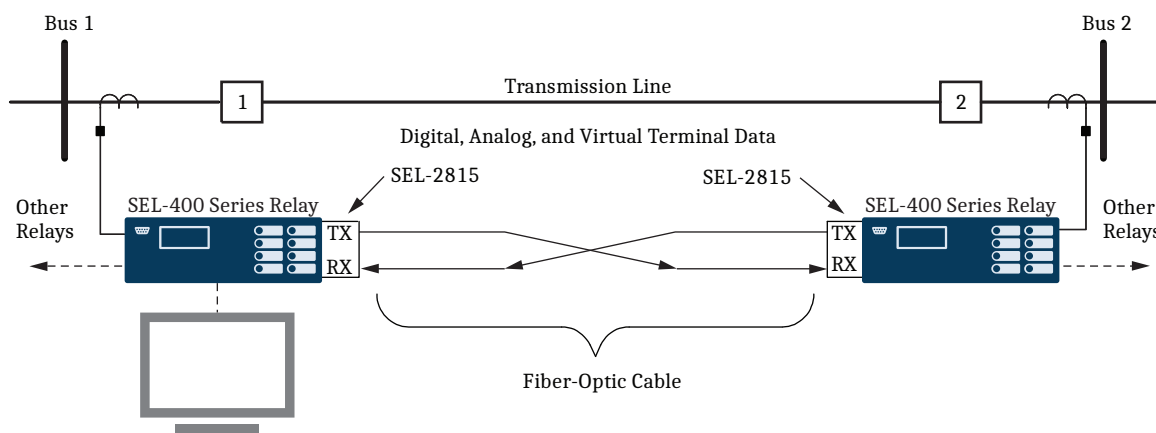 Bus 1
Bus 2
Transmission Line
1
2
Digital, Analog, and Virtual Terminal Data
SEL-2815
SEL-2815
Other
Relays
SEL-400 Series Relay
SEL-400 Series Relay
Other
Relays
TX
TX
RX
RX
Fiber-Optic Cable